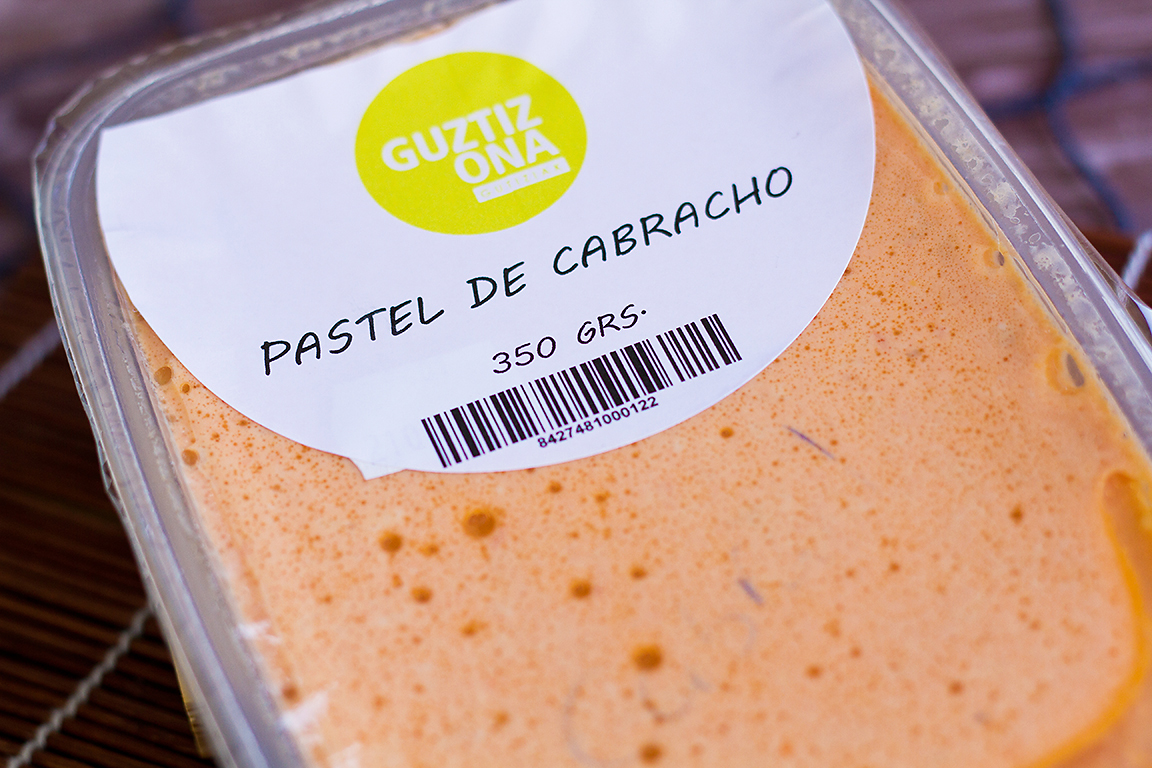 GUZTIZ
ONA
PASTEL DE CABRACHO
350 GRS.
8427481000122